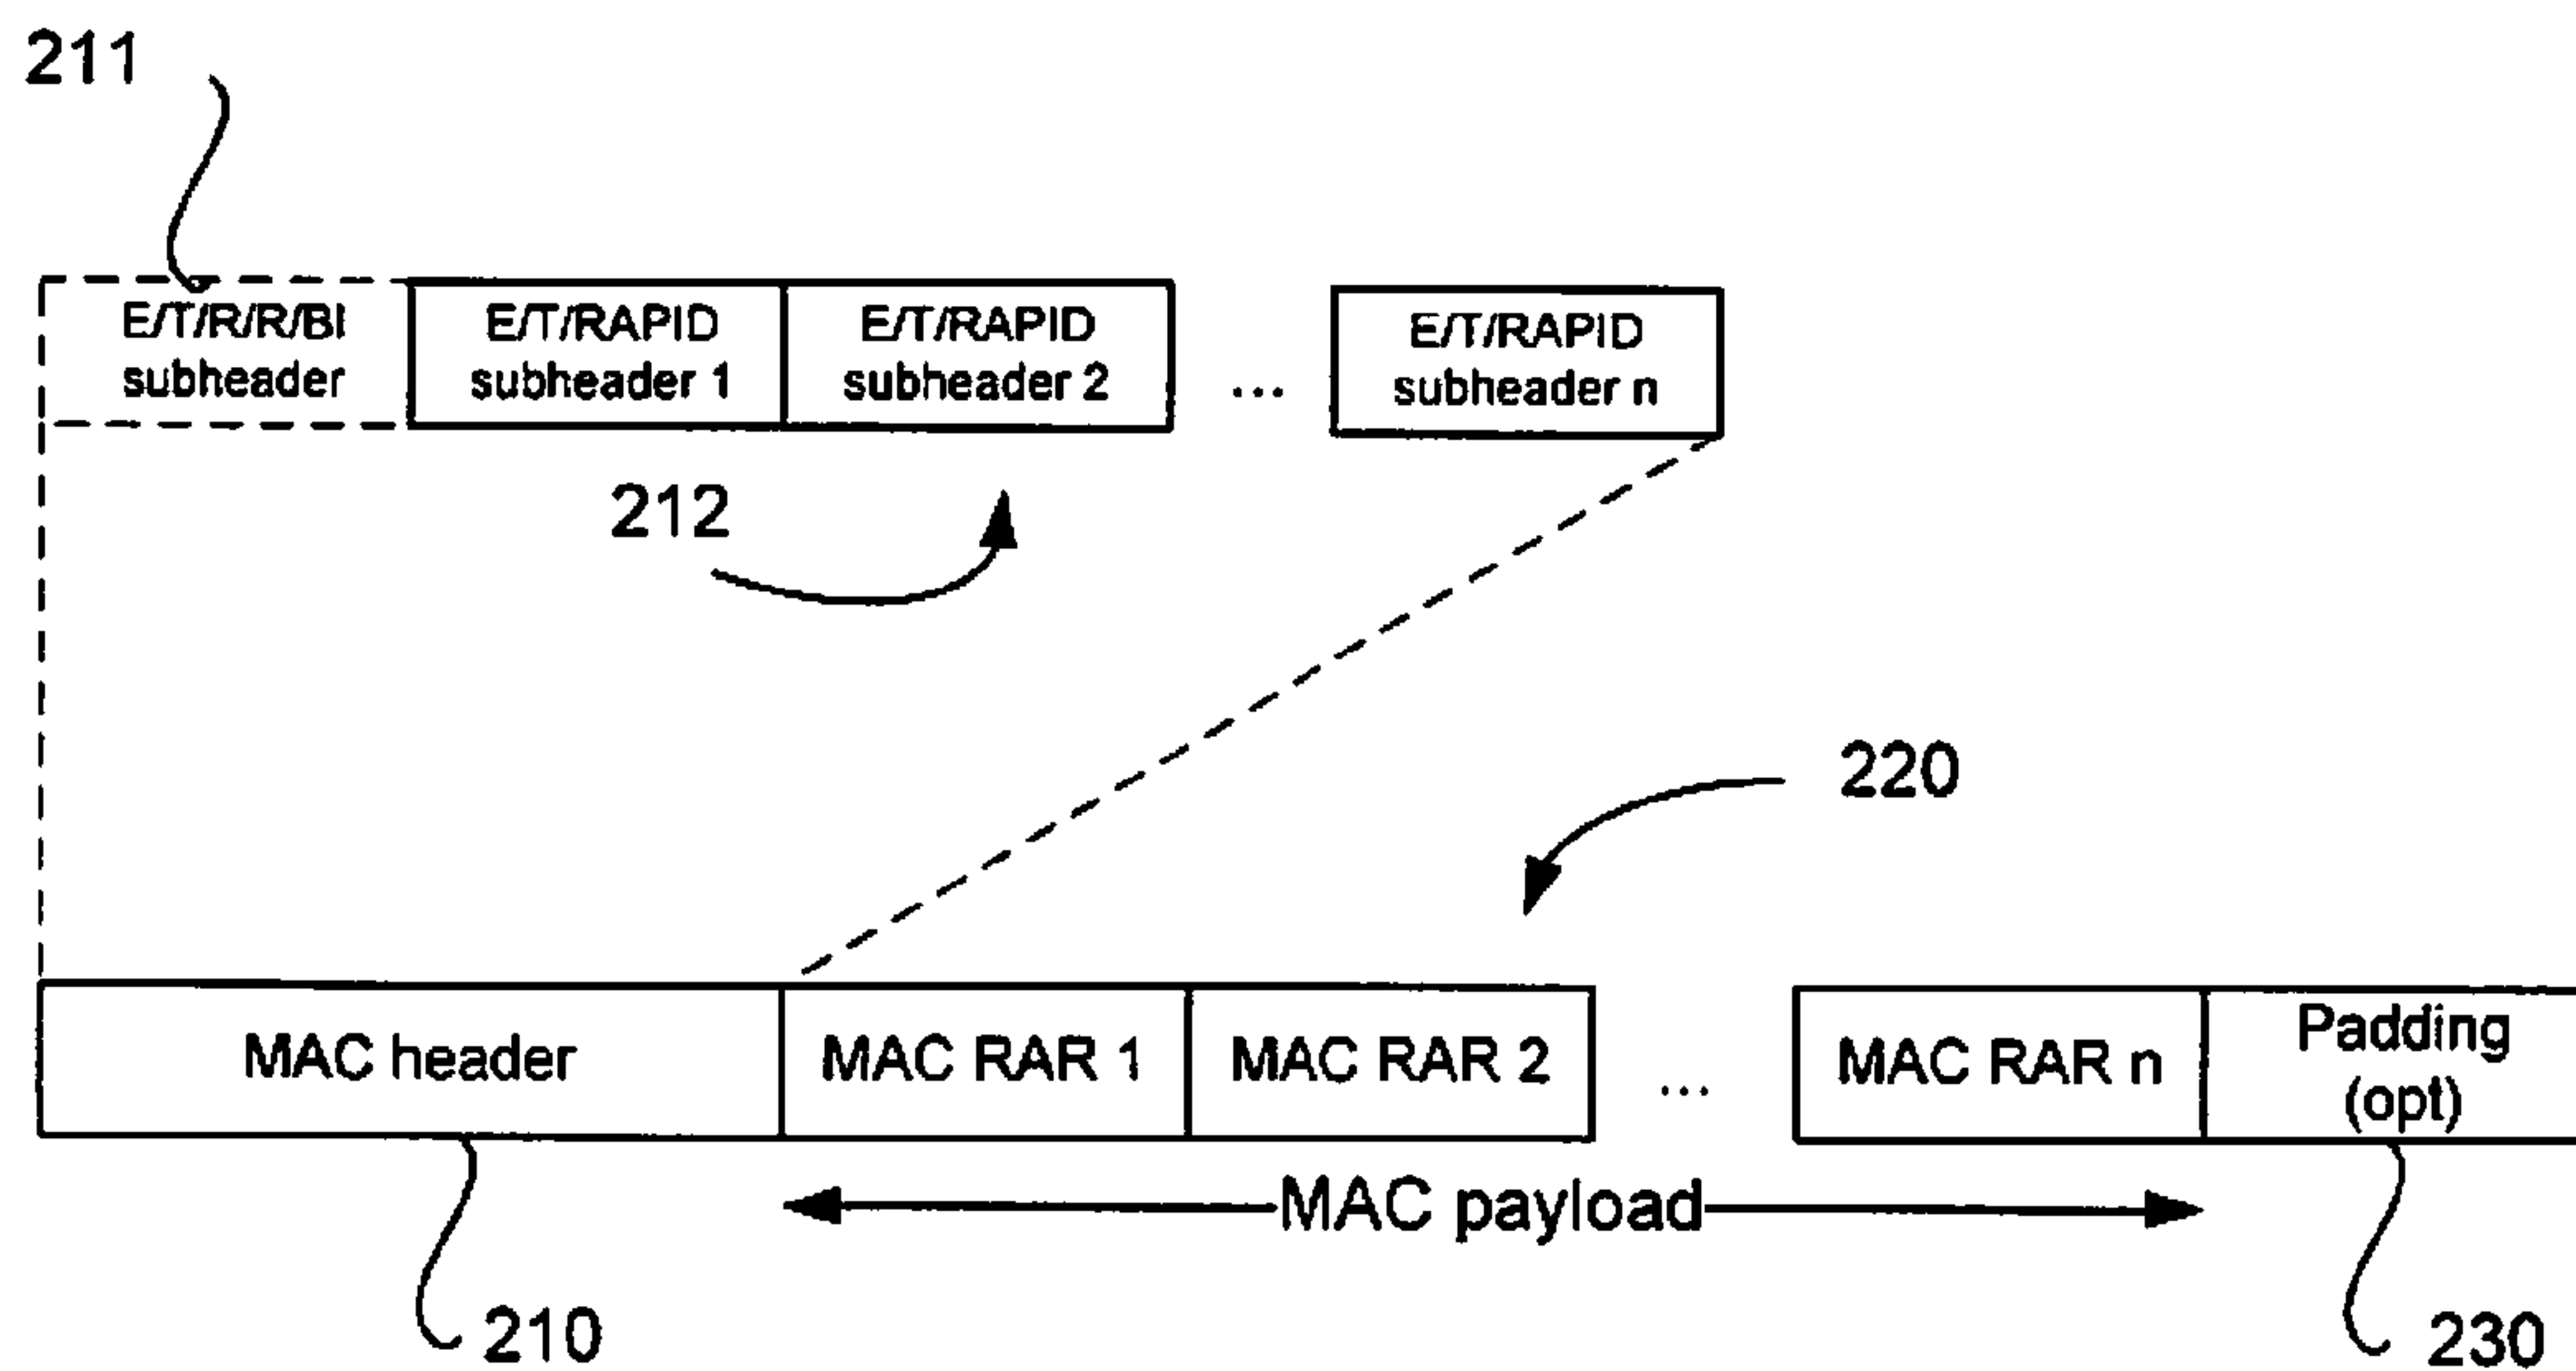 211
E/T/R/R/BI
subheader
E/T/RAPID
subheader 1
E/T/RAPID
subheader 2
...
E/T/RAPID
subheader n
212
220
MAC header
MAC RAR 1
MAC RAR 2
...
MAC RAR n
Padding
(opt)
MAC payload
210
230